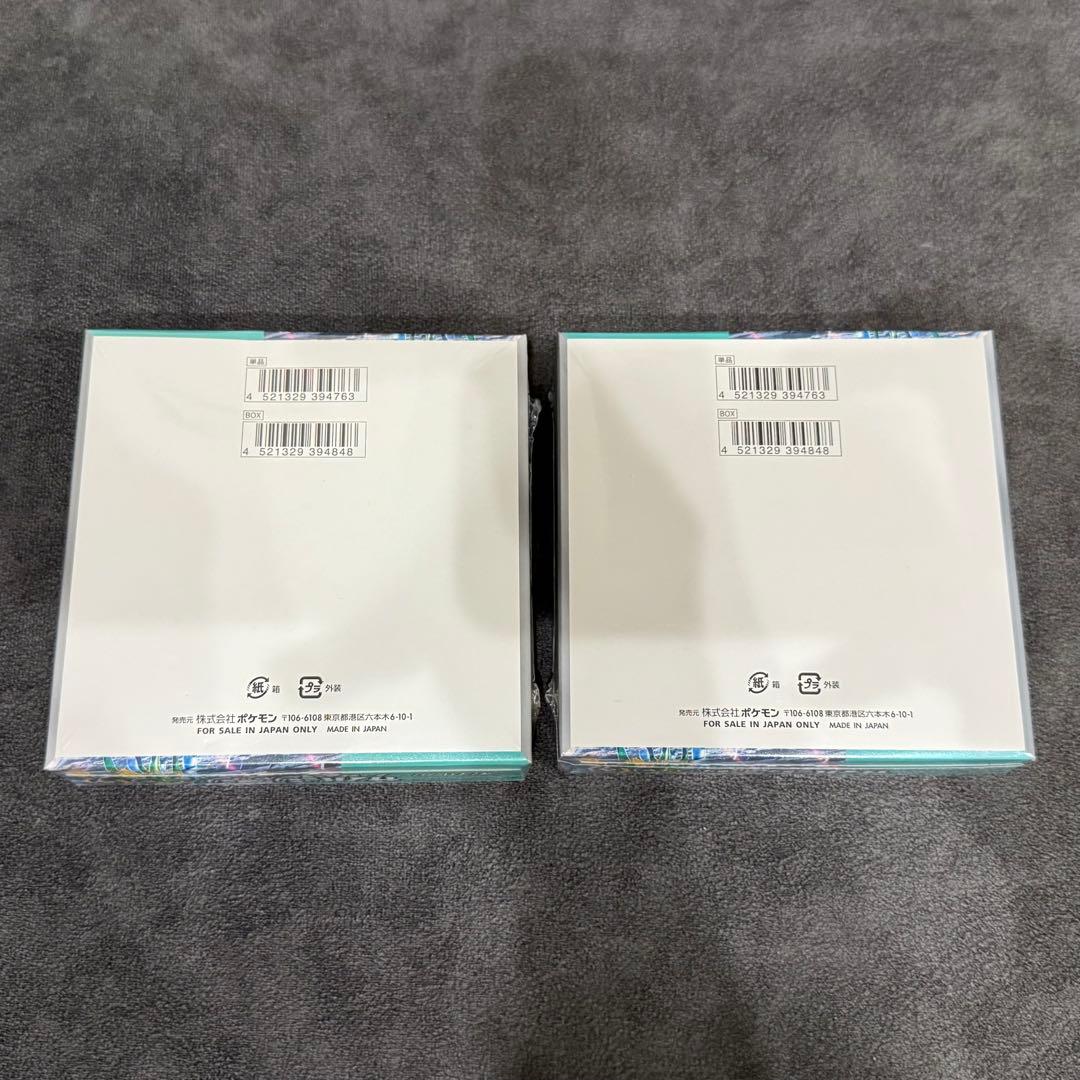 単品
4 521329 394763
BOX
4 521329 394848
紙 箱 プラ 外装
発売元 株式会社ポケモン 〒106-6108 東京都港区六本木6-10-1
FOR SALE IN JAPAN ONLY MADE IN JAPAN
単品
4 521329 394763
BOX
4 521329 394848
紙 箱 プラ 外装
発売元 株式会社ポケモン 〒106-6108 東京都港区六本木6-10-1
FOR SALE IN JAPAN ONLY MADE IN JAPAN